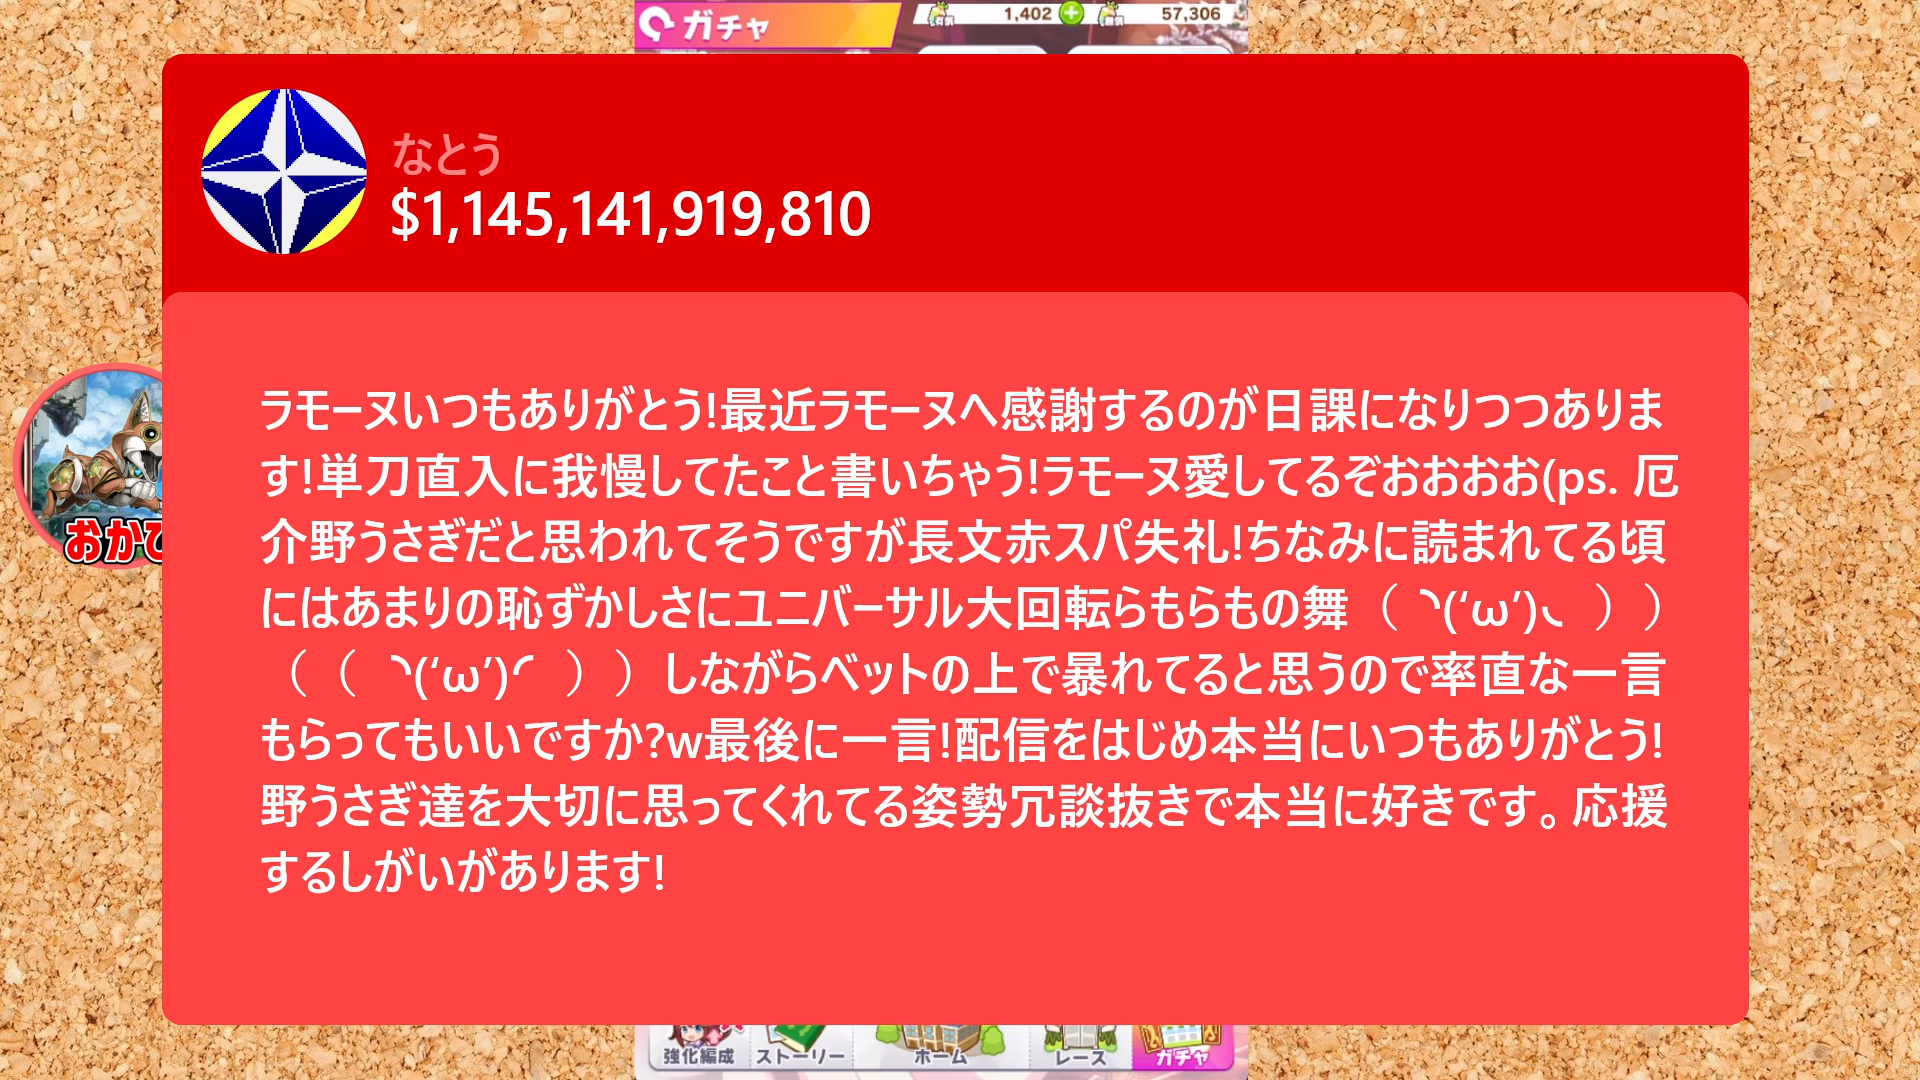 ガチャ
1,402
57,306
なとう
$1,145,141,919,810
ラモーヌいつもありがとう!最近ラモーヌへ感謝するのが日課になりつつありま
す!単刀直入に我慢してたこと書いちゃう!ラモーヌ愛してるぞおおおお(ps. 厄
介野うさぎだと思われてそうですが長文赤スパ失礼!ちなみに読まれてる頃
にはあまりの恥ずかしさにユニバーサル大回転らもらもの舞（ ◝(‘ω’)◟ ））
（（ ◝(‘ω’)◜ ））しながらベットの上で暴れてると思うので率直な一言
もらってもいいですか?w最後に一言!配信をはじめ本当にいつもありがとう!
野うさぎ達を大切に思ってくれてる姿勢冗談抜きで本当に好きです。応援
するしがいがあります!
おかひ
強化編成 ストーリー ホーム レース ガチャ